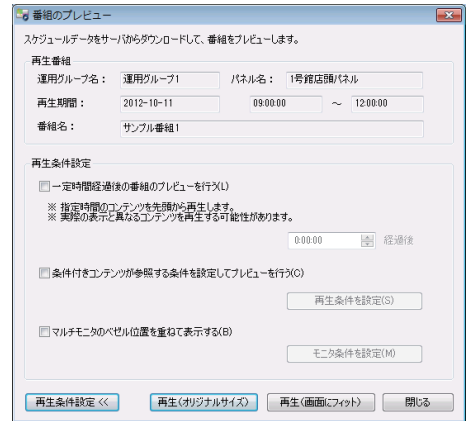 番組のプレビュー
スケジュールデータをサーバからダウンロードして、番組をプレビューします。
再生番組
運用グループ名： 運用グループ1 パネル名： 1号館店頭パネル
再生期間： 2012-10-11 09:00:00 ～ 12:00:00
番組名： サンプル番組1
再生条件設定
一定時間経過後の番組のプレビューを行う(L)
※ 指定時間のコンテンツを先頭から再生します。
※ 実際の表示と異なるコンテンツを再生する可能性があります。
0:00:00 経過後
条件付きコンテンツが参照する条件を設定してプレビューを行う(C)
再生条件を設定(S)
マルチモニタのベゼル位置を重ねて表示する(B)
モニタ条件を設定(M)
再生条件設定 << 再生(オリジナルサイズ) 再生(画面にフィット) 閉じる